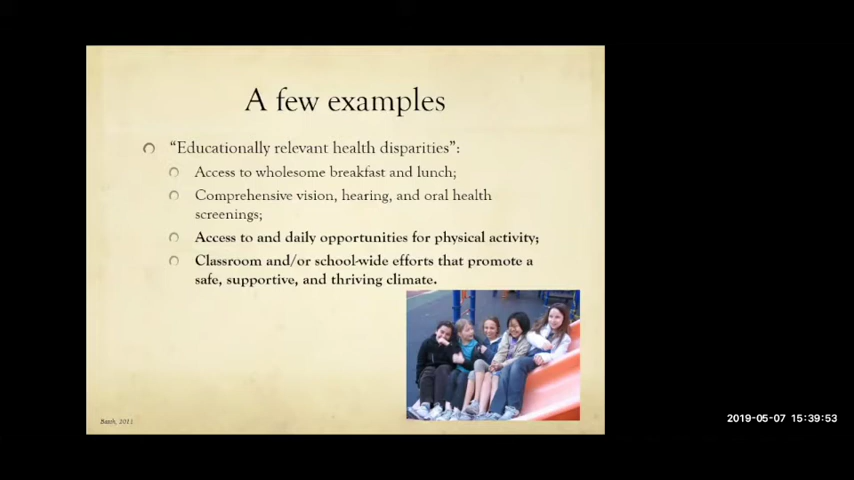 A few examples
“Educationally relevant health disparities”:
Access to wholesome breakfast and lunch;
Comprehensive vision, hearing, and oral health
screenings;
Access to and daily opportunities for physical activity;
Classroom and/or school-wide efforts that promote a
safe, supportive, and thriving climate.
2011
2019-05-07 15:39:53